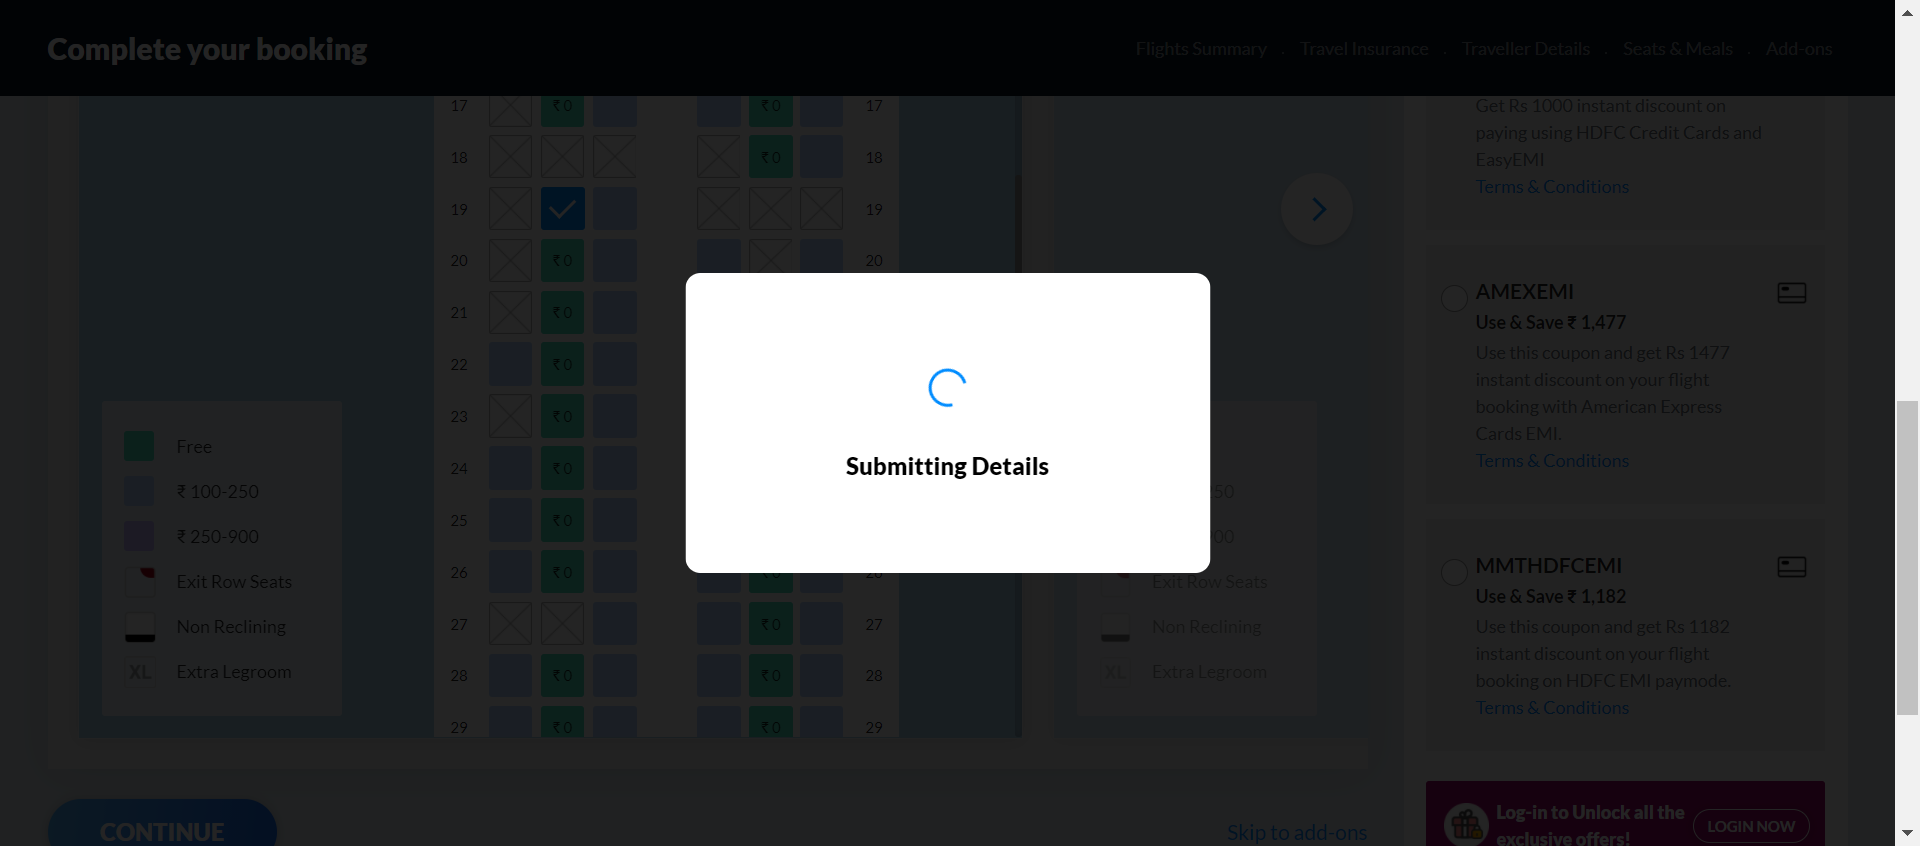 Complete your booking
Flights Summary . Travel Insurance . Traveller Details . Seats & Meals . Add-ons
17 ₹ 0 ₹ 0 17
18 ₹ 0 18
19 19
20 ₹ 0 20
21 ₹ 0
22 ₹ 0
23 ₹ 0
24 ₹ 0
25 ₹ 0
26 ₹ 0 ₹ 0 26
27 ₹ 0 27
28 ₹ 0 ₹ 0 28
29 ₹ 0 ₹ 0 29
Free
₹ 100-250
₹ 250-900
Exit Row Seats
Non Reclining
XL Extra Legroom
Submitting Details
Exit Row Seats
Non Reclining
XL Extra Legroom
CONTINUE
Skip to add-ons
Get Rs 1000 instant discount on
paying using HDFC Credit Cards and
EasyEMI
Terms & Conditions
AMEXEMI
Use & Save ₹ 1,477
Use this coupon and get Rs 1477
instant discount on your flight
booking with American Express
Cards EMI.
Terms & Conditions
MMTHDFCEMI
Use & Save ₹ 1,182
Use this coupon and get Rs 1182
instant discount on your flight
booking on HDFC EMI paymode.
Terms & Conditions
Log-in to Unlock all the
exclusive offers!
LOGIN NOW